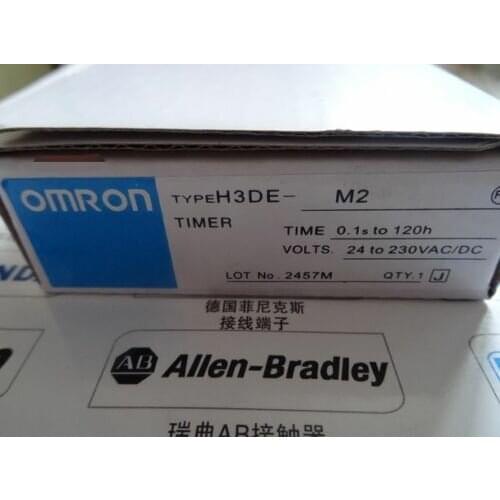 OMRON
TYPE H3DE- M2
TIMER
TIME 0.1s to 120h
VOLTS. 24 to 230VAC/DC
LOT No. 2457M QTY.1 J
德国菲尼克斯
接线端子
AB Allen-Bradley
瑞典AB接触器